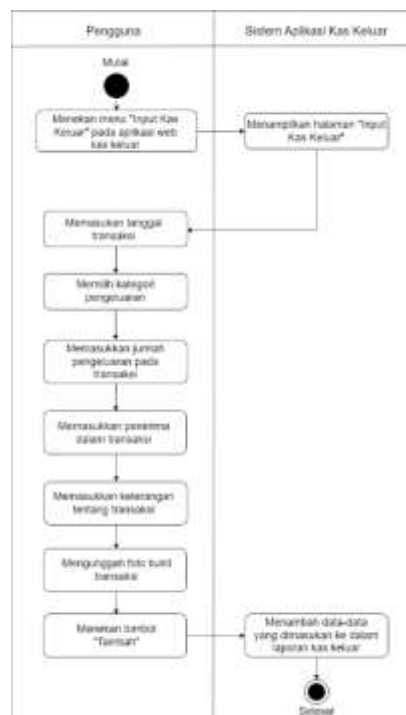 Pengguna
Sistem Aplikasi Kas Keluar
Mulai
Menekan menu "Input Kas
Keluar" pada aplikasi web
kas keluar
Menampilkan halaman "Input
Kas Keluar"
Memasukan tanggal
transaksi
Memilih kategori
pengeluaran
Memasukkan jumlah
pengeluaran pada
transaksi
Memasukkan penerima
dalam transaksi
Memasukkan keterangan
tentang transaksi
Mengunggah foto bukti
transaksi
Menekan tombol
"Tambah"
Menambah data-data
yang dimasukan ke dalam
laporan kas keluar
Selesai